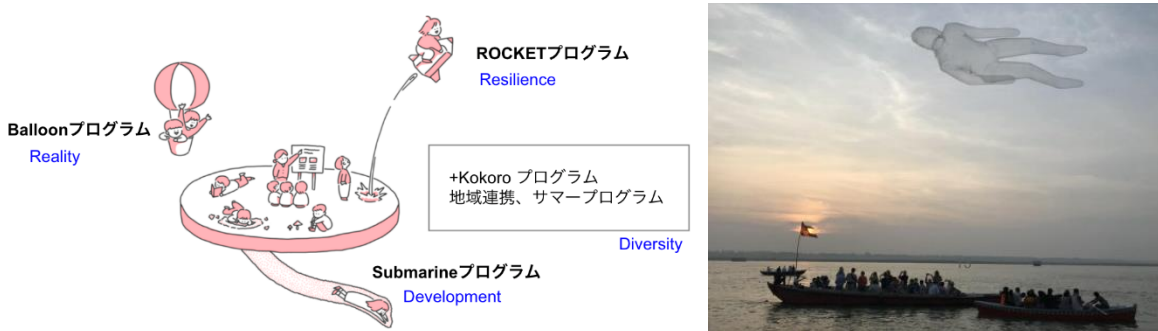 ROCKETプログラム
Resilience
Balloonプログラム
Reality
+Kokoro プログラム
地域連携、サマープログラム
Diversity
Submarineプログラム
Development